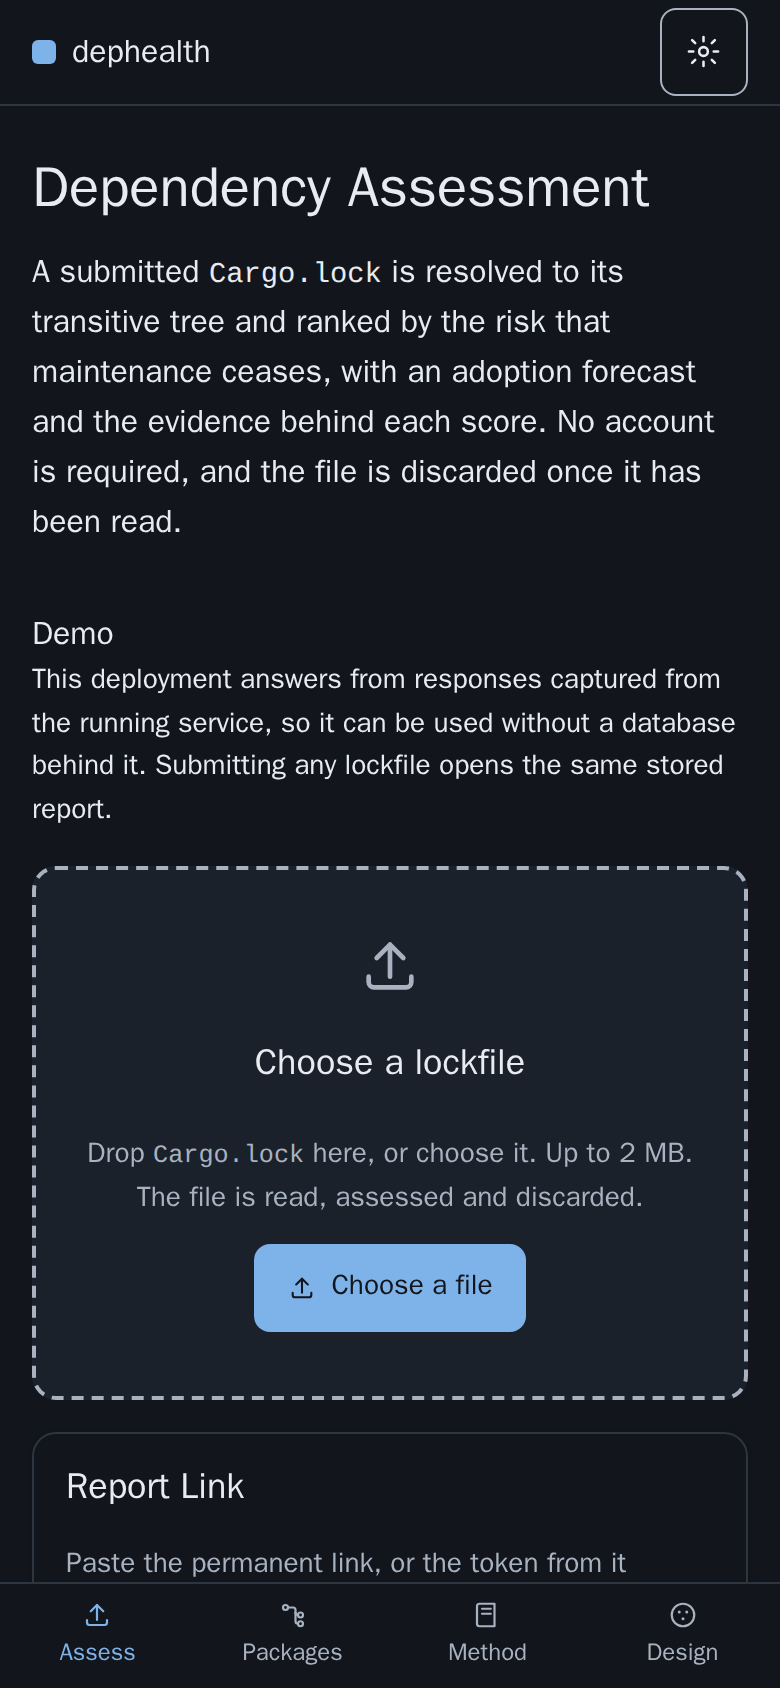 dephealth
Dependency Assessment
A submitted Cargo.lock is resolved to its
transitive tree and ranked by the risk that
maintenance ceases, with an adoption forecast
and the evidence behind each score. No account
is required, and the file is discarded once it has
been read.
Demo
This deployment answers from responses captured from
the running service, so it can be used without a database
behind it. Submitting any lockfile opens the same stored
report.
Choose a lockfile
Drop Cargo.lock here, or choose it. Up to 2 MB.
The file is read, assessed and discarded.
Choose a file
Report Link
Paste the permanent link, or the token from it
Assess
Packages
Method
Design